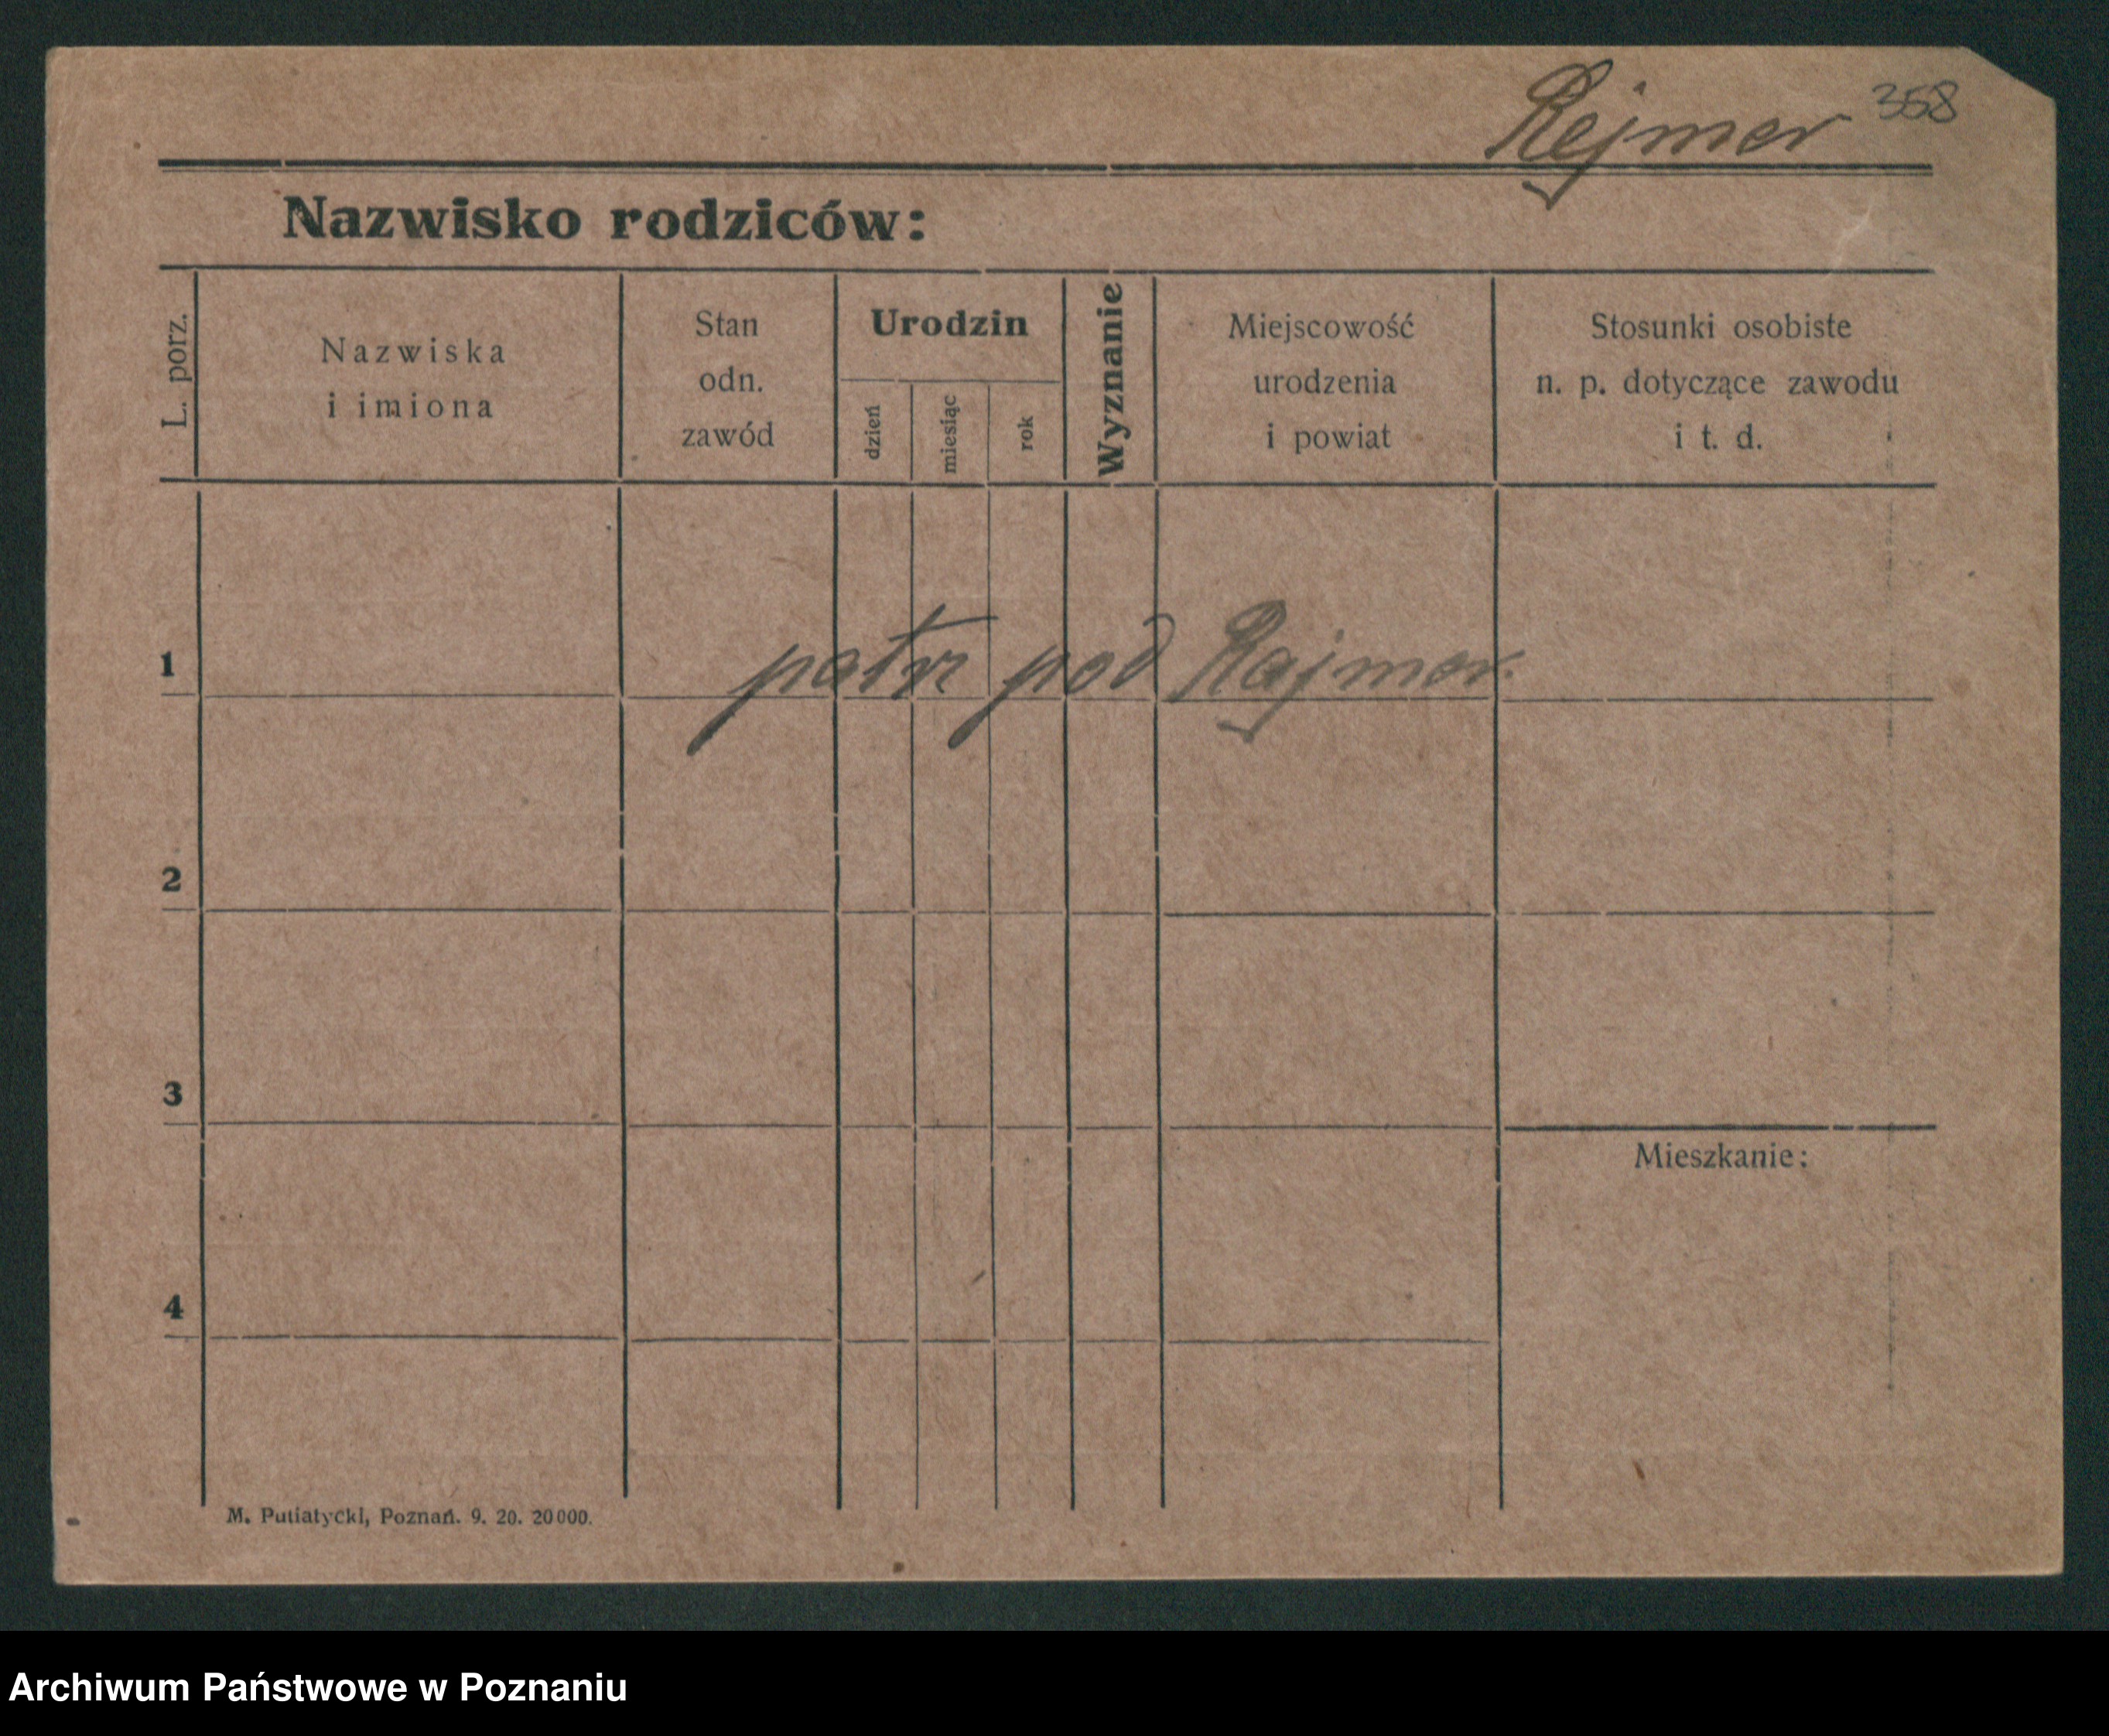 Rejmer 358
Nazwisko rodziców:
L. porz.
Nazwiska
i imiona
Stan
odn.
zawód
Urodzin
dzień
miesiąc
rok
Wyznanie
Miejscowość
urodzenia
i powiat
Stosunki osobiste
n. p. dotyczące zawodu
i t. d.
patrz pod Rajmer.
1
2
3
Mieszkanie:
4
M. Putiatycki, Poznań. 9. 20. 20000.
Archiwum Państwowe w Poznaniu